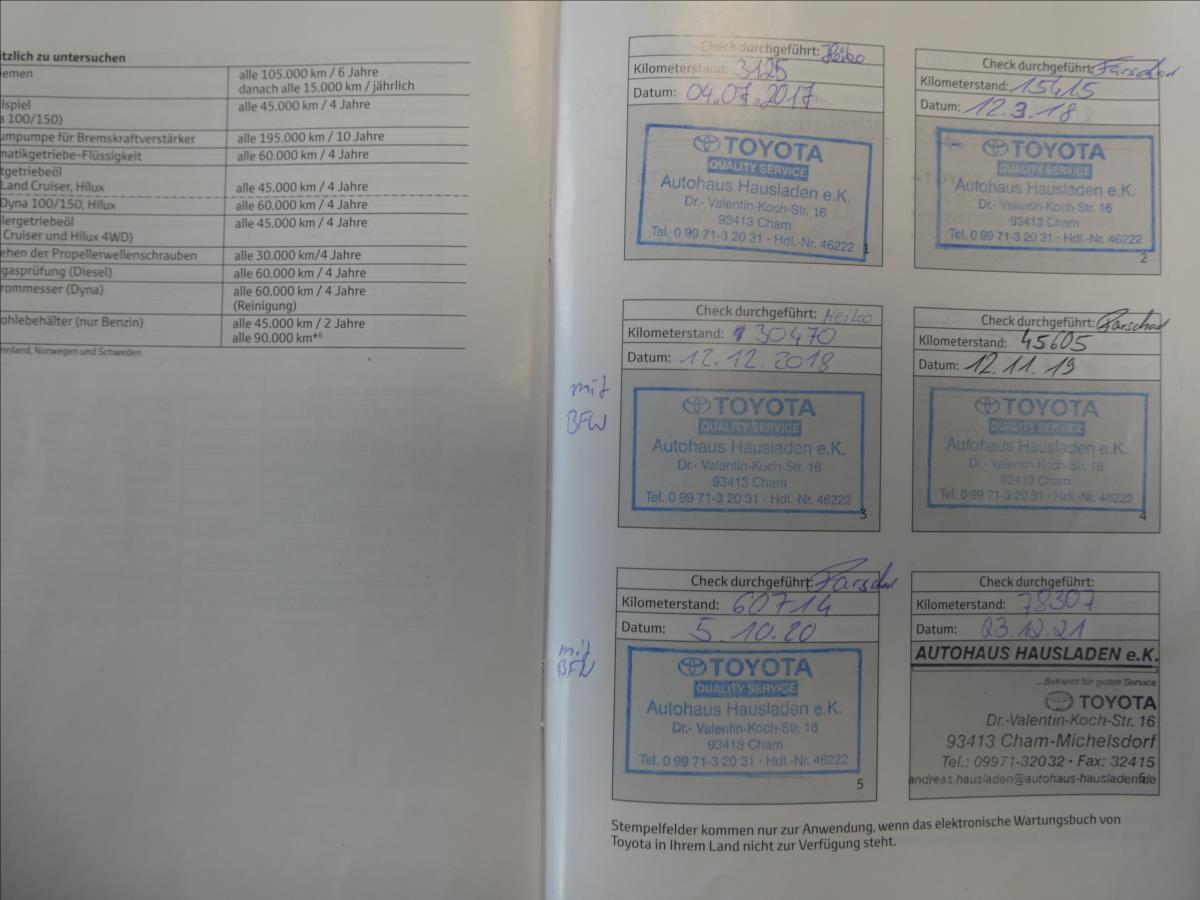 tzlich zu untersuchen
iemen alle 105.000 km / 6 Jahre
danach alle 15.000 km / jährlich
ilspiel alle 45.000 km / 4 Jahre
a 100/150)
umpumpe für Bremskraftverstärker alle 195.000 km / 10 Jahre
matikgetriebe-Flüssigkeit alle 60.000 km / 4 Jahre
tgetriebeöl
Land Cruiser, Hilux alle 45.000 km / 4 Jahre
Dyna 100/150, Hilux alle 60.000 km / 4 Jahre
llergetriebeöl alle 45.000 km / 4 Jahre
Cruiser und Hilux 4WD)
ehen der Propellerwellenschrauben alle 30.000 km/4 Jahre
gasprüfung (Diesel) alle 60.000 km / 4 Jahre
rommesser (Dyna) alle 60.000 km / 4 Jahre
(Reinigung)
ohlebehälter (nur Benzin) alle 45.000 km / 2 Jahre
alle 90.000 km*6
nnland, Norwegen und Schweden
Check durchgeführt: Heiko
Kilometerstand: 3125
Datum: 04.07.2017
TOYOTA
QUALITY SERVICE
Autohaus Hausladen e.K.
Dr.- Valentin-Koch-Str. 16
93413 Cham
Tel. 0 99 71-3 20 31 · Hdl.-Nr. 46222
1
Check durchgeführt: Farschad
Kilometerstand: 15415
Datum: 12.3.18
TOYOTA
QUALITY SERVICE
Autohaus Hausladen e.K.
Dr.- Valentin-Koch-Str. 16
93413 Cham
Tel. 0 99 71-3 20 31 · Hdl.-Nr. 46222
2
mit
BFW
Check durchgeführt: Heiko
Kilometerstand: 30470
Datum: 12.12.2018
TOYOTA
QUALITY SERVICE
Autohaus Hausladen e.K.
Dr.- Valentin-Koch-Str. 16
93413 Cham
Tel. 0 99 71-3 20 31 · Hdl.-Nr. 46222
3
Check durchgeführt: Farschad
Kilometerstand: 45605
Datum: 12.11.19
TOYOTA
QUALITY SERVICE
Autohaus Hausladen e.K.
Dr.- Valentin-Koch-Str. 16
93413 Cham
Tel. 0 99 71-3 20 31 · Hdl.-Nr. 46222
4
mit
BFW
Check durchgeführt: Farschad
Kilometerstand: 60714
Datum: 5.10.20
TOYOTA
QUALITY SERVICE
Autohaus Hausladen e.K.
Dr.- Valentin-Koch-Str. 16
93413 Cham
Tel. 0 99 71-3 20 31 · Hdl.-Nr. 46222
5
Check durchgeführt:
Kilometerstand: 78307
Datum: 23.12.21
AUTOHAUS HAUSLADEN e.K.
...Bekannt für guten Service
TOYOTA
Dr.-Valentin-Koch-Str. 16
93413 Cham-Michelsdorf
Tel.: 09971-32032 · Fax: 32415
andreas.hausladen@autohaus-hausladen.de
6
Stempelfelder kommen nur zur Anwendung, wenn das elektronische Wartungsbuch von
Toyota in Ihrem Land nicht zur Verfügung steht.